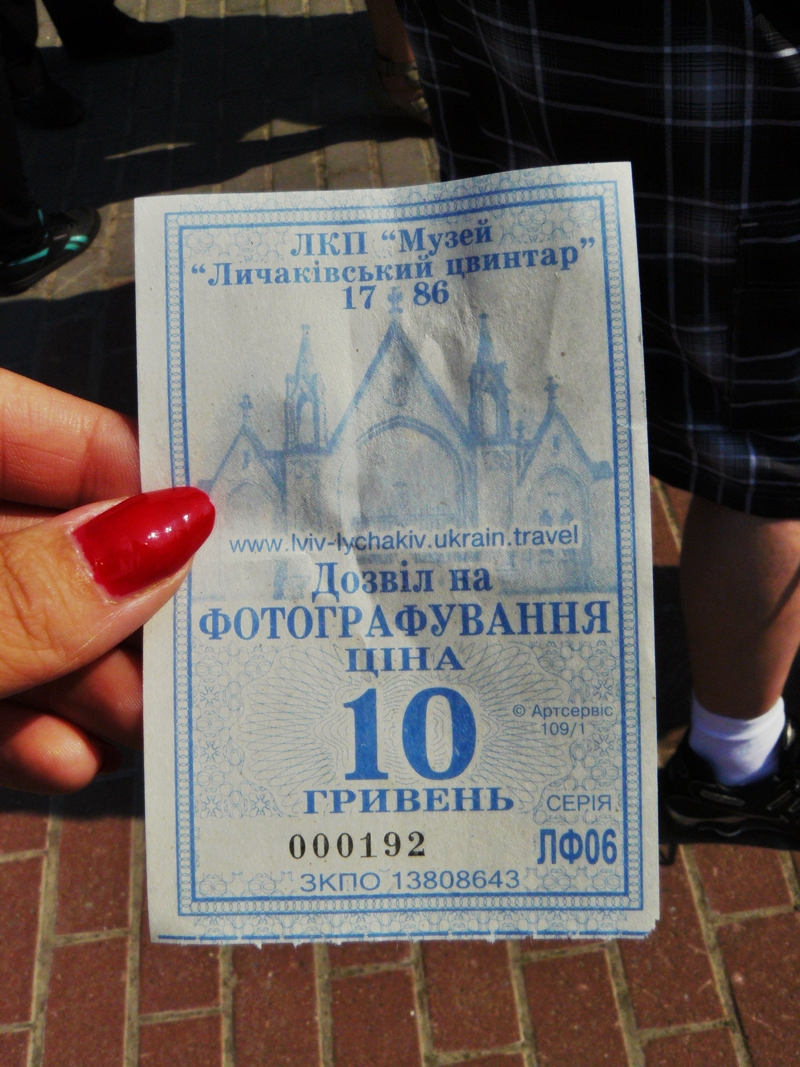 ЛКП “Музей
“Личаківський цвинтар”
17 86
www.lviv-lychakiv.ukrain.travel
Дозвіл на
ФОТОГРАФУВАННЯ
ЦІНА
10
© Артсервіс
109/1
ГРИВЕНЬ
СЕРІЯ
000192
ЛФ06
ЗКПО 13808643